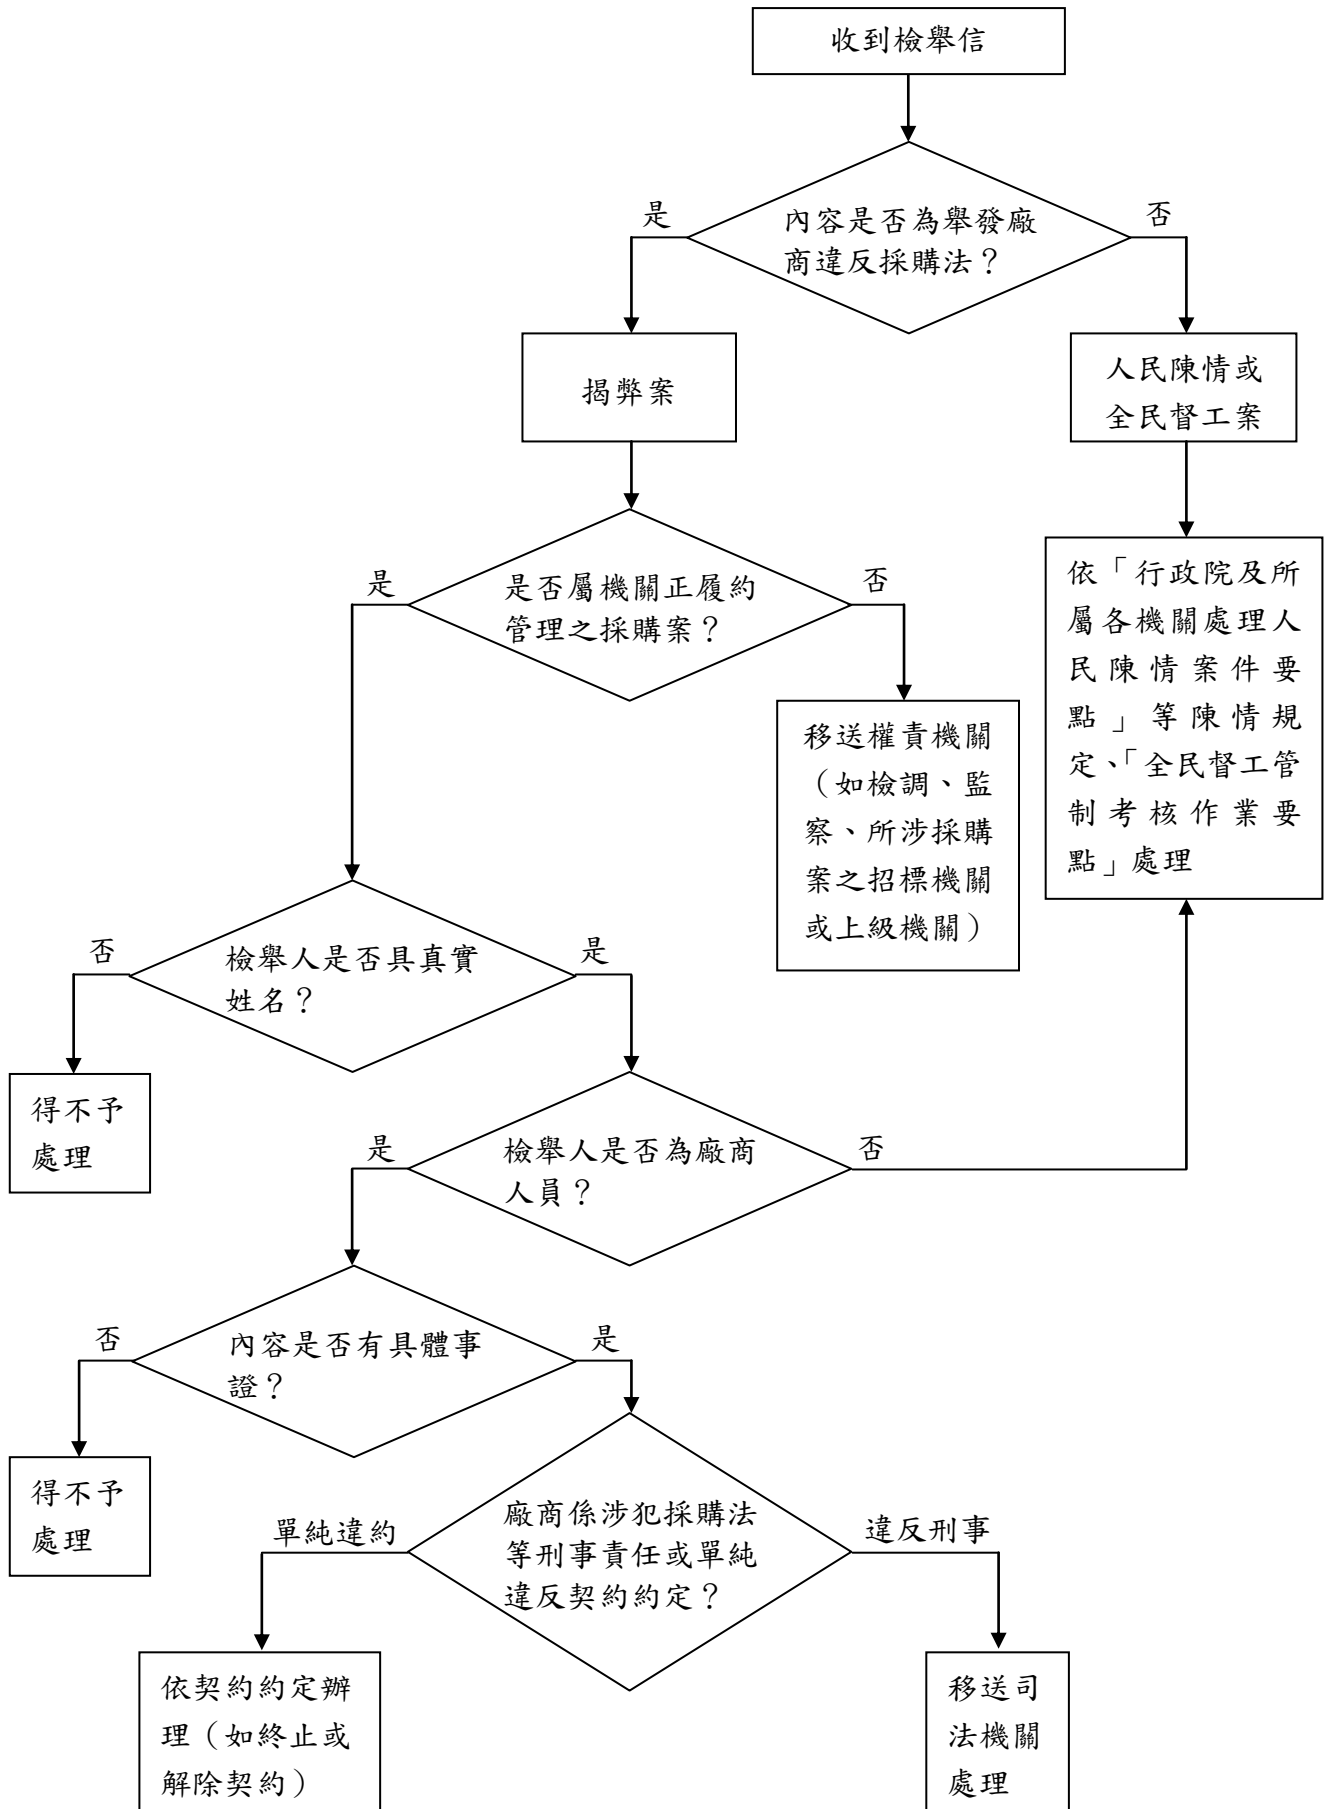 收到檢舉信
內容是否為舉發廠
商違反採購法？
是
否
揭弊案
人民陳情或
全民督工案
是否屬機關正履約
管理之採購案？
是
否
依「行政院及所
屬各機關處理人
民陳情案件要
點」等陳情規
定、「全民督工管
制考核作業要
點」處理
移送權責機關
（如檢調、監
察、所涉採購
案之招標機關
或上級機關）
檢舉人是否具真實
姓名？
否
是
得不予
處理
檢舉人是否為廠商
人員？
是
否
內容是否有具體事
證？
否
是
得不予
處理
廠商係涉犯採購法
等刑事責任或單純
違反契約約定？
單純違約
違反刑事
依契約約定辦
理（如終止或
解除契約）
移送司
法機關
處理